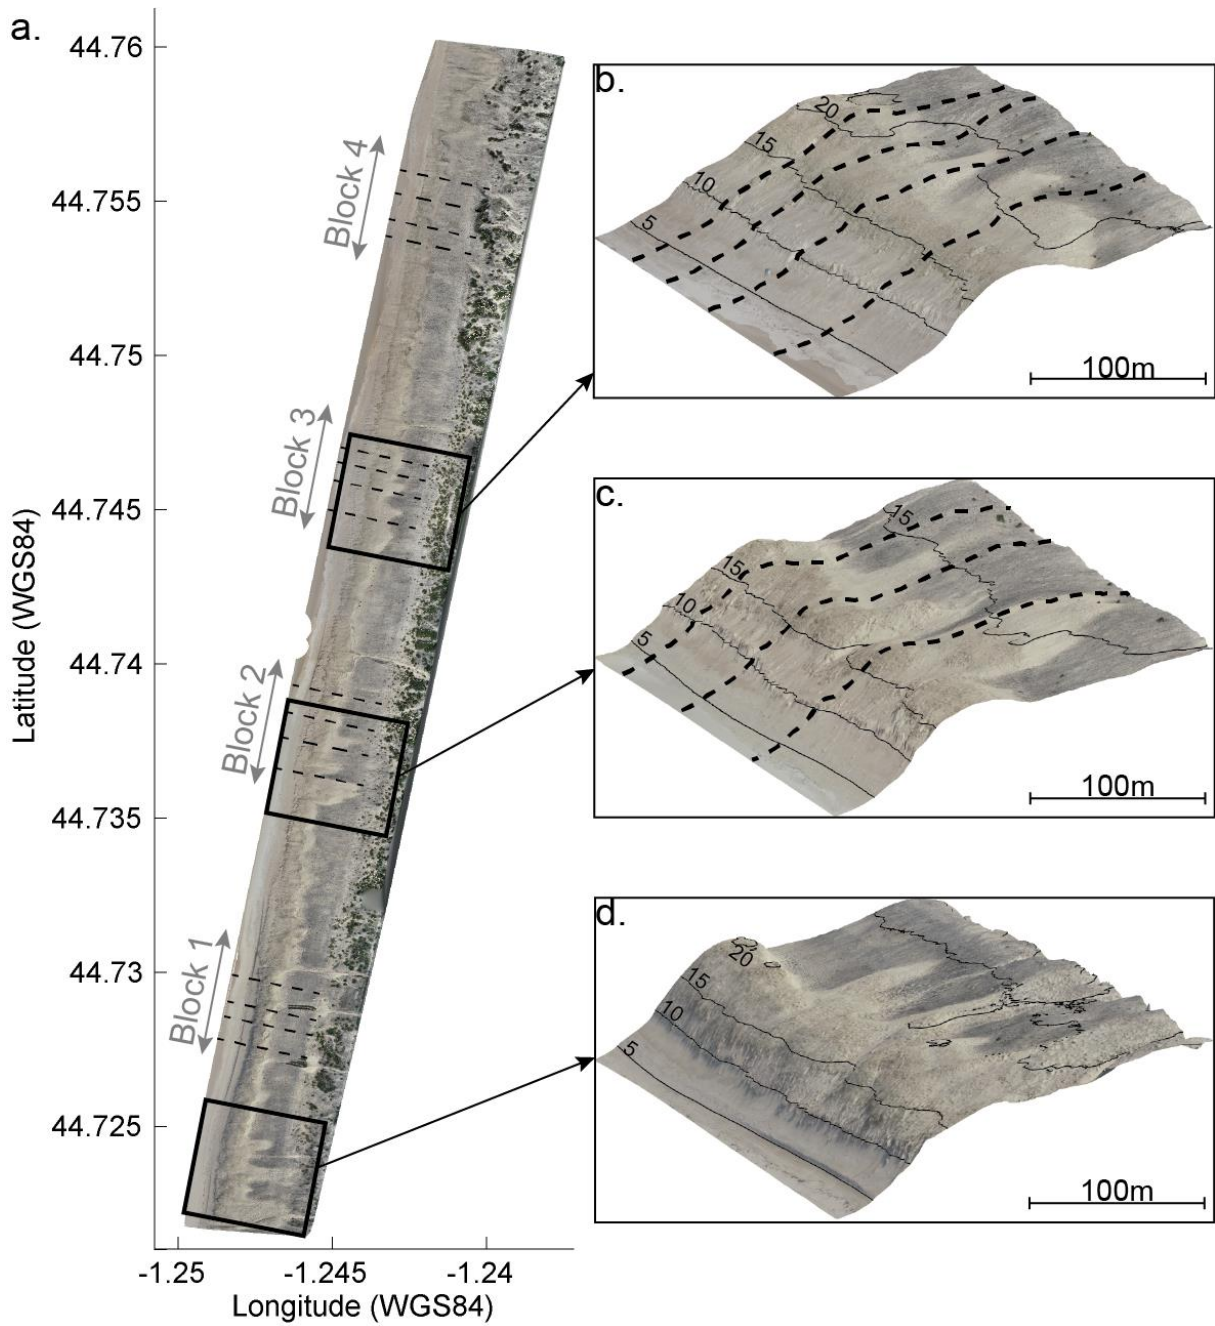 a.
44.76
44.755
44.75
44.745
44.74
44.735
44.73
44.725
Latitude (WGS84)
-1.25
-1.245
-1.24
Longitude (WGS84)
Block 4
Block 3
Block 2
Block 1
b.
20
15
10
5
100m
c.
15
15
10
5
100m
d.
20
15
10
5
100m